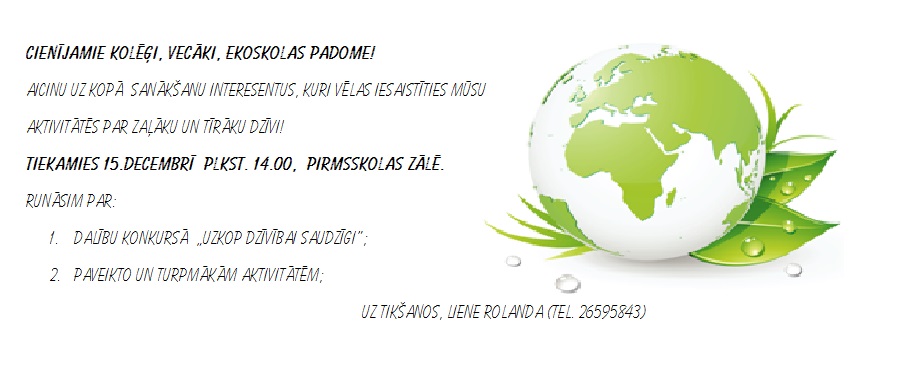 CIENĪJAMIE KOLĒĢI, VECĀKI, EKOSKOLAS PADOME!
AICINU UZ KOPĀ SANĀKŠANU INTERESENTUS, KURI VĒLAS IESAISTĪTIES MŪSU
AKTIVITĀTĒS PAR ZAĻĀKU UN TĪRĀKU DZĪVI!
TIEKAMIES 15.DECEMBRĪ PLKST. 14.00, PIRMSSKOLAS ZĀLĒ.
RUNĀSIM PAR:
1. DALĪBU KONKURSĀ „UZKOP DZĪVĪBAI SAUDZĪGI”;
2. PAVEIKTO UN TURPMĀKĀM AKTIVITĀTĒM;
UZ TIKŠANOS, LIENE ROLANDA (TEL. 26595843)